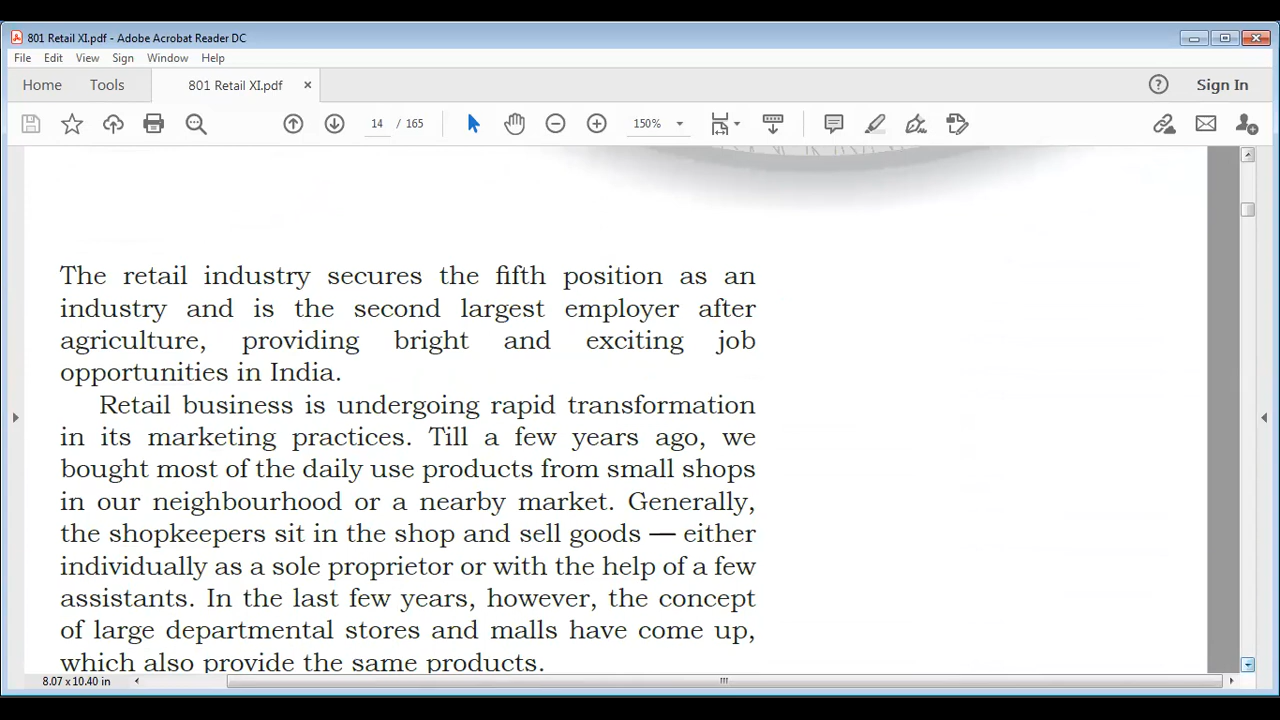 801 Retail XI.pdf - Adobe Acrobat Reader DC
File Edit View Sign Window Help
Home Tools 801 Retail XI.pdf × Sign In
14 / 165 150%
The retail industry secures the fifth position as an
industry and is the second largest employer after
agriculture, providing bright and exciting job
opportunities in India.
Retail business is undergoing rapid transformation
in its marketing practices. Till a few years ago, we
bought most of the daily use products from small shops
in our neighbourhood or a nearby market. Generally,
the shopkeepers sit in the shop and sell goods — either
individually as a sole proprietor or with the help of a few
assistants. In the last few years, however, the concept
of large departmental stores and malls have come up,
which also provide the same products.
8.07 x 10.40 in